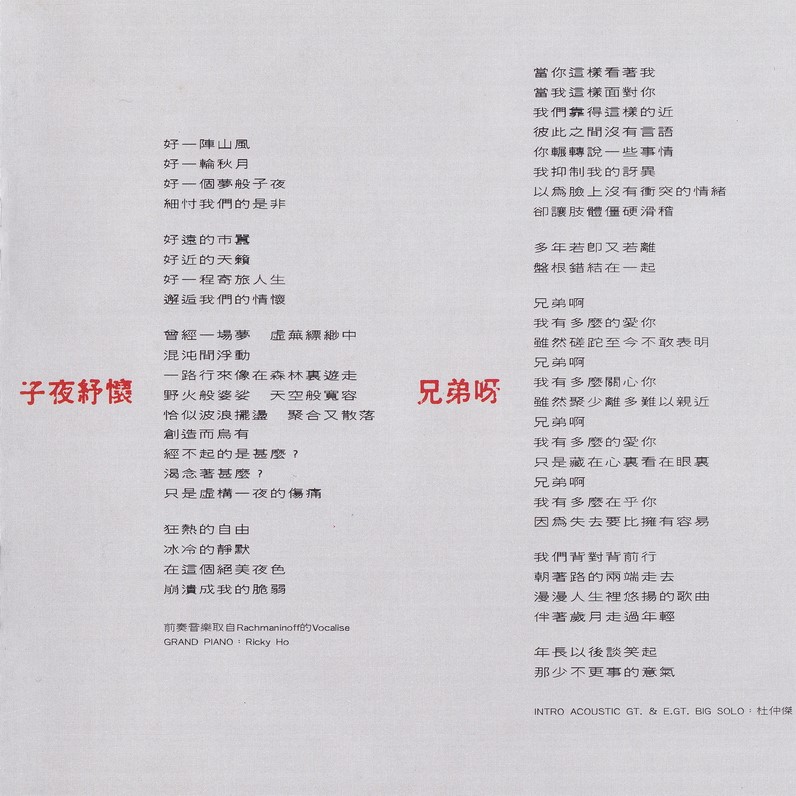 子夜紓懷
好一陣山風
好一輪秋月
好一個夢般子夜
細忖我們的是非
好遠的市囂
好近的天籟
好一程寄旅人生
邂逅我們的情懷
曾經一場夢　虛蕪縹緲中
混沌間浮動
一路行來像在森林裏遊走
野火般婆娑　天空般寬容
恰似波浪擺盪　聚合又散落
創造而烏有
經不起的是甚麼？
渴念著甚麼？
只是虛構一夜的傷痛
狂熱的自由
冰冷的靜默
在這個絕美夜色
崩潰成我的脆弱
前奏音樂取自Rachmaninoff的Vocalise
GRAND PIANO：Ricky Ho
兄弟呀
當你這樣看著我
當我這樣面對你
我們靠得這樣的近
彼此之間沒有言語
你輾轉說一些事情
我抑制我的訝異
以為臉上沒有衝突的情緒
卻讓肢體僵硬滑稽
多年若卽又若離
盤根錯結在一起
兄弟啊
我有多麼的愛你
雖然磋跎至今不敢表明
兄弟啊
我有多麼關心你
雖然聚少離多難以親近
兄弟啊
我有多麼的愛你
只是藏在心裏看在眼裏
兄弟啊
我有多麼在乎你
因為失去要比擁有容易
我們背對背前行
朝著路的兩端走去
漫漫人生裡悠揚的歌曲
伴著歲月走過年輕
年長以後談笑起
那少不更事的意氣
INTRO ACOUSTIC GT. & E.GT. BIG SOLO：杜仲傑